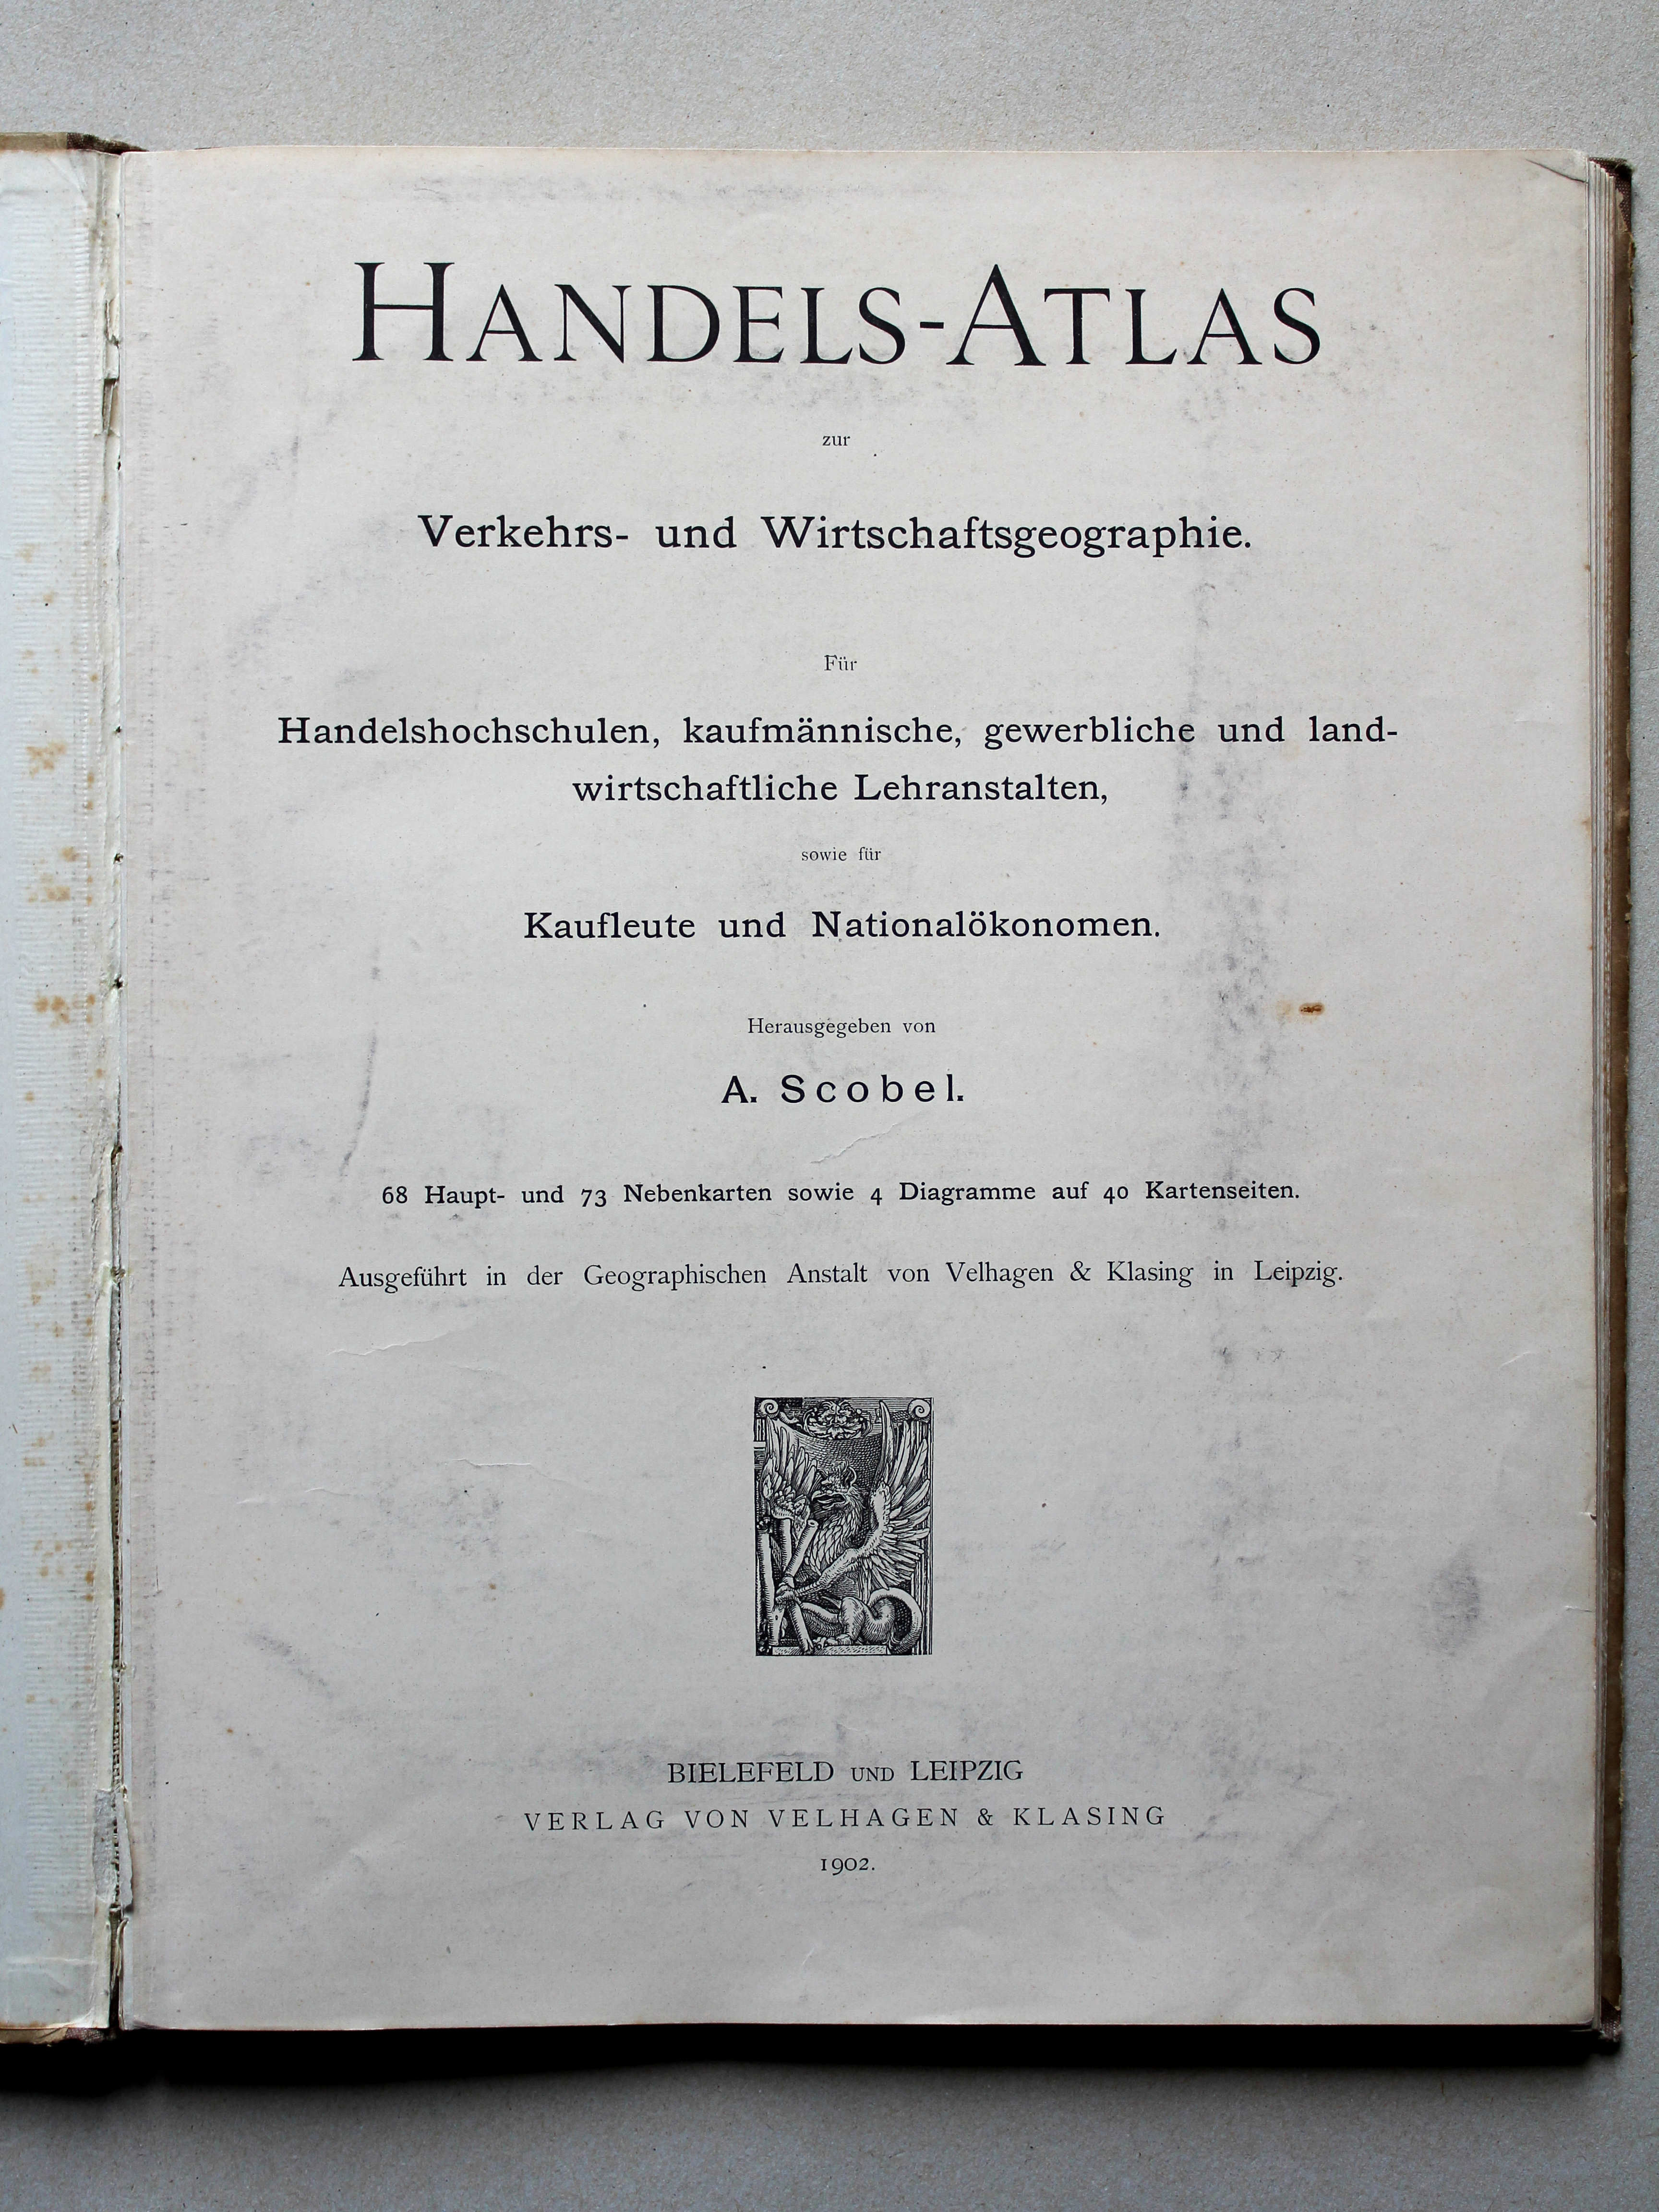 HANDELS-ATLAS
zur
Verkehrs- und Wirtschaftsgeographie.
Für
Handelshochschulen, kaufmännische, gewerbliche und land-
wirtschaftliche Lehranstalten,
sowie für
Kaufleute und Nationalökonomen.
Herausgegeben von
A. Scobel.
68 Haupt- und 73 Nebenkarten sowie 4 Diagramme auf 40 Kartenseiten.
Ausgeführt in der Geographischen Anstalt von Velhagen & Klasing in Leipzig.
BIELEFELD UND LEIPZIG
VERLAG VON VELHAGEN & KLASING
1902.